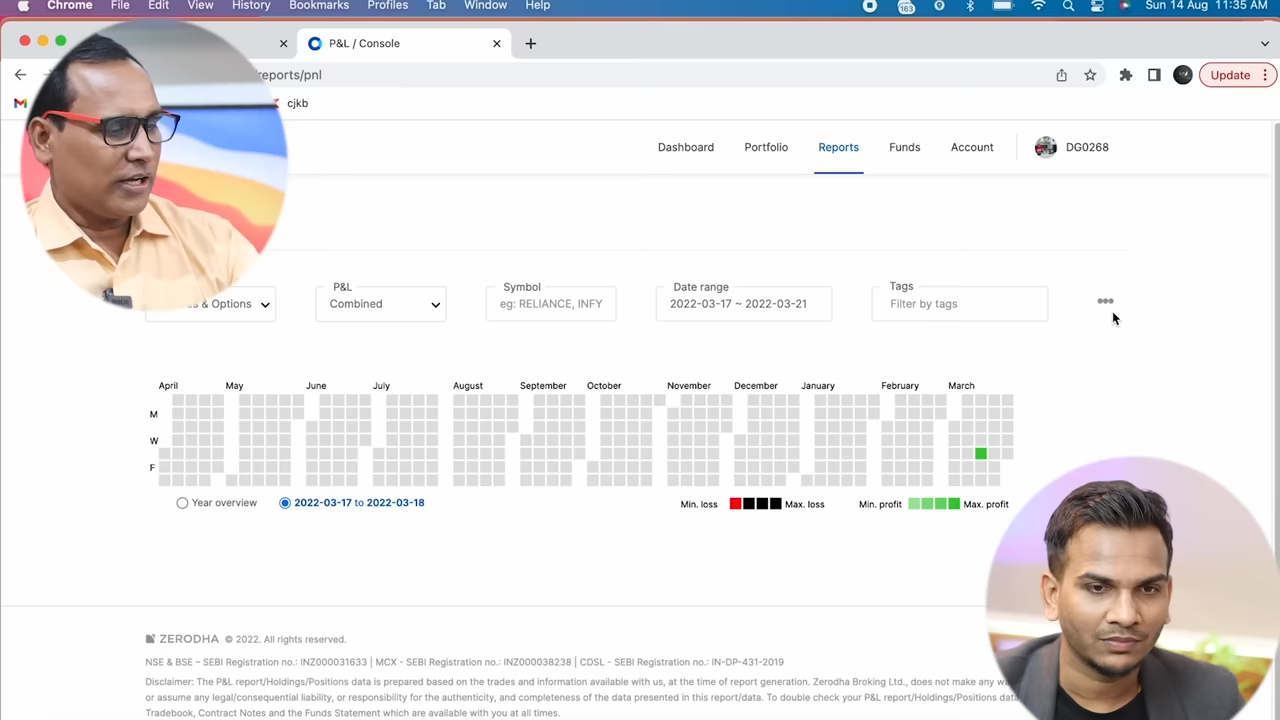 Chrome File Edit View History Bookmarks Profiles Tab Window Help 163 Sun 14 Aug 11:35 AM
P&L / Console
reports/pnl
Update
cjkb
Dashboard Portfolio Reports Funds Account DG0268
P&L Symbol Date range Tags
& Options Combined eg: RELIANCE, INFY 2022-03-17 ~ 2022-03-21 Filter by tags
April May June July August September October November December January February March
M
W
F
Year overview 2022-03-17 to 2022-03-18 Min. loss Max. loss Min. profit Max. profit
ZERODHA © 2022. All rights reserved.
NSE & BSE – SEBI Registration no.: INZ000031633 | MCX - SEBI Registration no.: INZ000038238 | CDSL - SEBI Registration no.: IN-DP-431-2019
Disclaimer: The P&L report/Holdings/Positions data is prepared based on the trades and information available with us, at the time of report generation. Zerodha Broking Ltd., does not make any
or assume any legal/consequential liability, or responsibility for the authenticity, and completeness of the data presented in this report/data. To double check your P&L report/Holdings/Positions
Tradebook, Contract Notes and the Funds Statement which are available with you at all times.